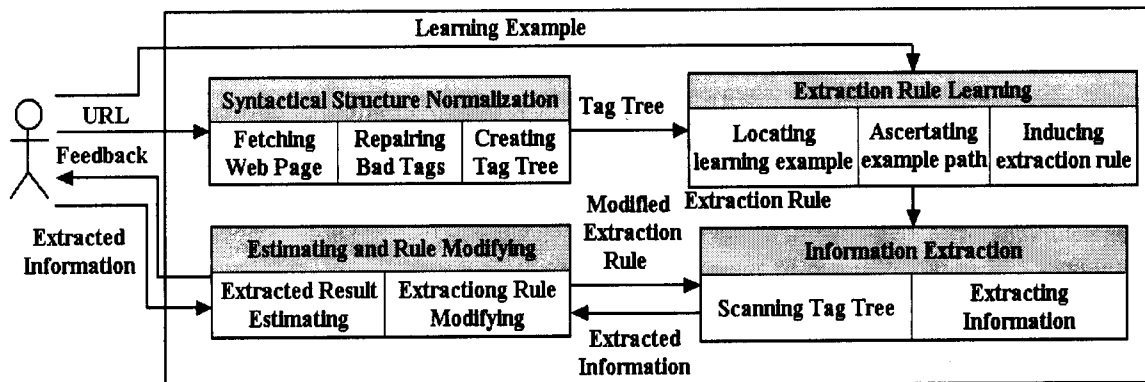 Learning Example
Syntactical Structure Normalization
Extraction Rule Learning
URL
Tag Tree
Fetching
Web Page
Repairing
Bad Tags
Creating
Tag Tree
Locating
learning example
Ascertating
example path
Inducing
extraction rule
Feedback
Extraction Rule
Modified
Extraction
Rule
Extracted
Information
Estimating and Rule Modifying
Information Extraction
Extracted Result
Estimating
Extractiong Rule
Modifying
Scanning Tag Tree
Extracting
Information
Extracted
Information